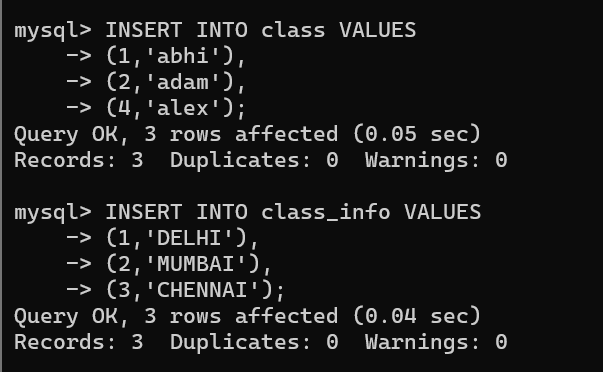 mysql> INSERT INTO class VALUES
    -> (1,'abhi'),
    -> (2,'adam'),
    -> (4,'alex');
Query OK, 3 rows affected (0.05 sec)
Records: 3  Duplicates: 0  Warnings: 0

mysql> INSERT INTO class_info VALUES
    -> (1,'DELHI'),
    -> (2,'MUMBAI'),
    -> (3,'CHENNAI');
Query OK, 3 rows affected (0.04 sec)
Records: 3  Duplicates: 0  Warnings: 0